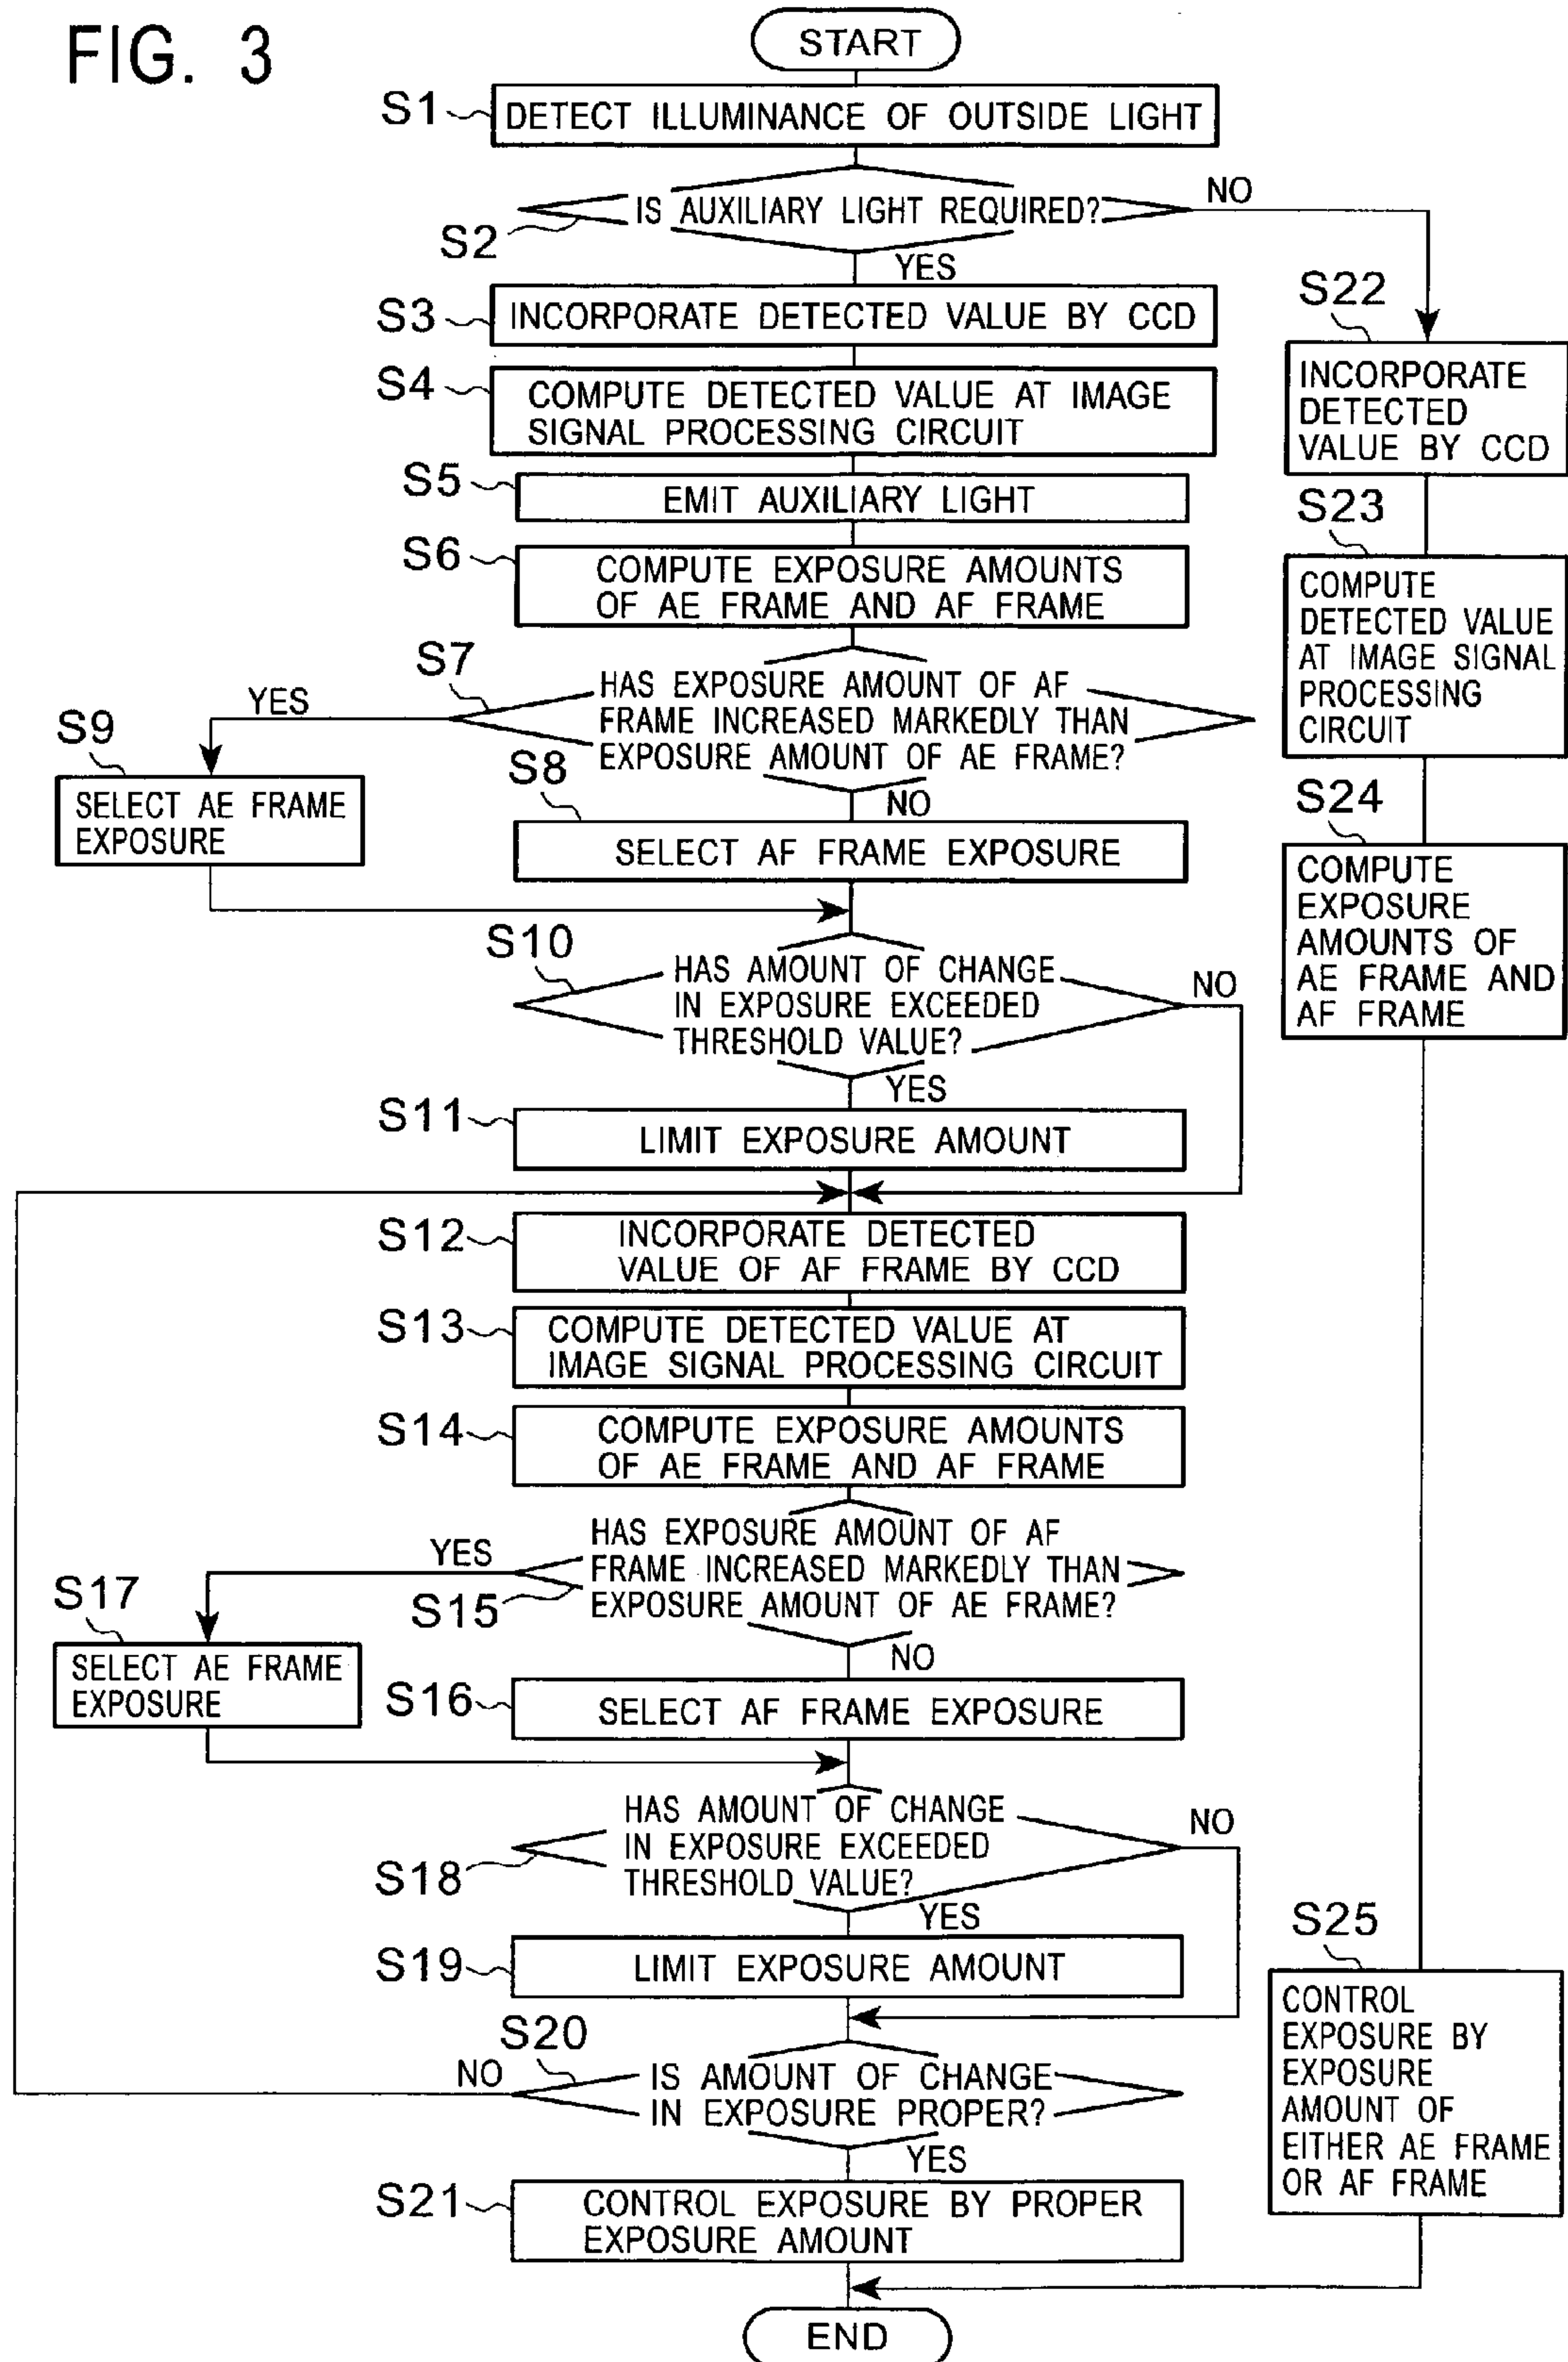 FIG. 3
START
S1
DETECT ILLUMINANCE OF OUTSIDE LIGHT
S2
IS AUXILIARY LIGHT REQUIRED?
NO
YES
S3
INCORPORATE DETECTED VALUE BY CCD
S4
COMPUTE DETECTED VALUE AT IMAGE
SIGNAL PROCESSING CIRCUIT
S5
EMIT AUXILIARY LIGHT
S6
COMPUTE EXPOSURE AMOUNTS
OF AE FRAME AND AF FRAME
S7
HAS EXPOSURE AMOUNT OF AF
FRAME INCREASED MARKEDLY THAN
EXPOSURE AMOUNT OF AE FRAME?
YES
S9
SELECT AE FRAME
EXPOSURE
NO
S8
SELECT AF FRAME EXPOSURE
S10
HAS AMOUNT OF CHANGE
IN EXPOSURE EXCEEDED
THRESHOLD VALUE?
NO
YES
S11
LIMIT EXPOSURE AMOUNT
S12
INCORPORATE DETECTED
VALUE OF AF FRAME BY CCD
S13
COMPUTE DETECTED VALUE AT
IMAGE SIGNAL PROCESSING CIRCUIT
S14
COMPUTE EXPOSURE AMOUNTS
OF AE FRAME AND AF FRAME
S15
HAS EXPOSURE AMOUNT OF AF
FRAME INCREASED MARKEDLY THAN
EXPOSURE AMOUNT OF AE FRAME?
YES
S17
SELECT AE FRAME
EXPOSURE
NO
S16
SELECT AF FRAME EXPOSURE
S18
HAS AMOUNT OF CHANGE
IN EXPOSURE EXCEEDED
THRESHOLD VALUE?
NO
YES
S19
LIMIT EXPOSURE AMOUNT
S20
IS AMOUNT OF CHANGE
IN EXPOSURE PROPER?
NO
YES
S21
CONTROL EXPOSURE BY PROPER
EXPOSURE AMOUNT
S22
INCORPORATE
DETECTED
VALUE BY CCD
S23
COMPUTE
DETECTED VALUE
AT IMAGE SIGNAL
PROCESSING
CIRCUIT
S24
COMPUTE
EXPOSURE
AMOUNTS OF
AE FRAME AND
AF FRAME
S25
CONTROL
EXPOSURE BY
EXPOSURE
AMOUNT OF
EITHER AE FRAME
OR AF FRAME
END